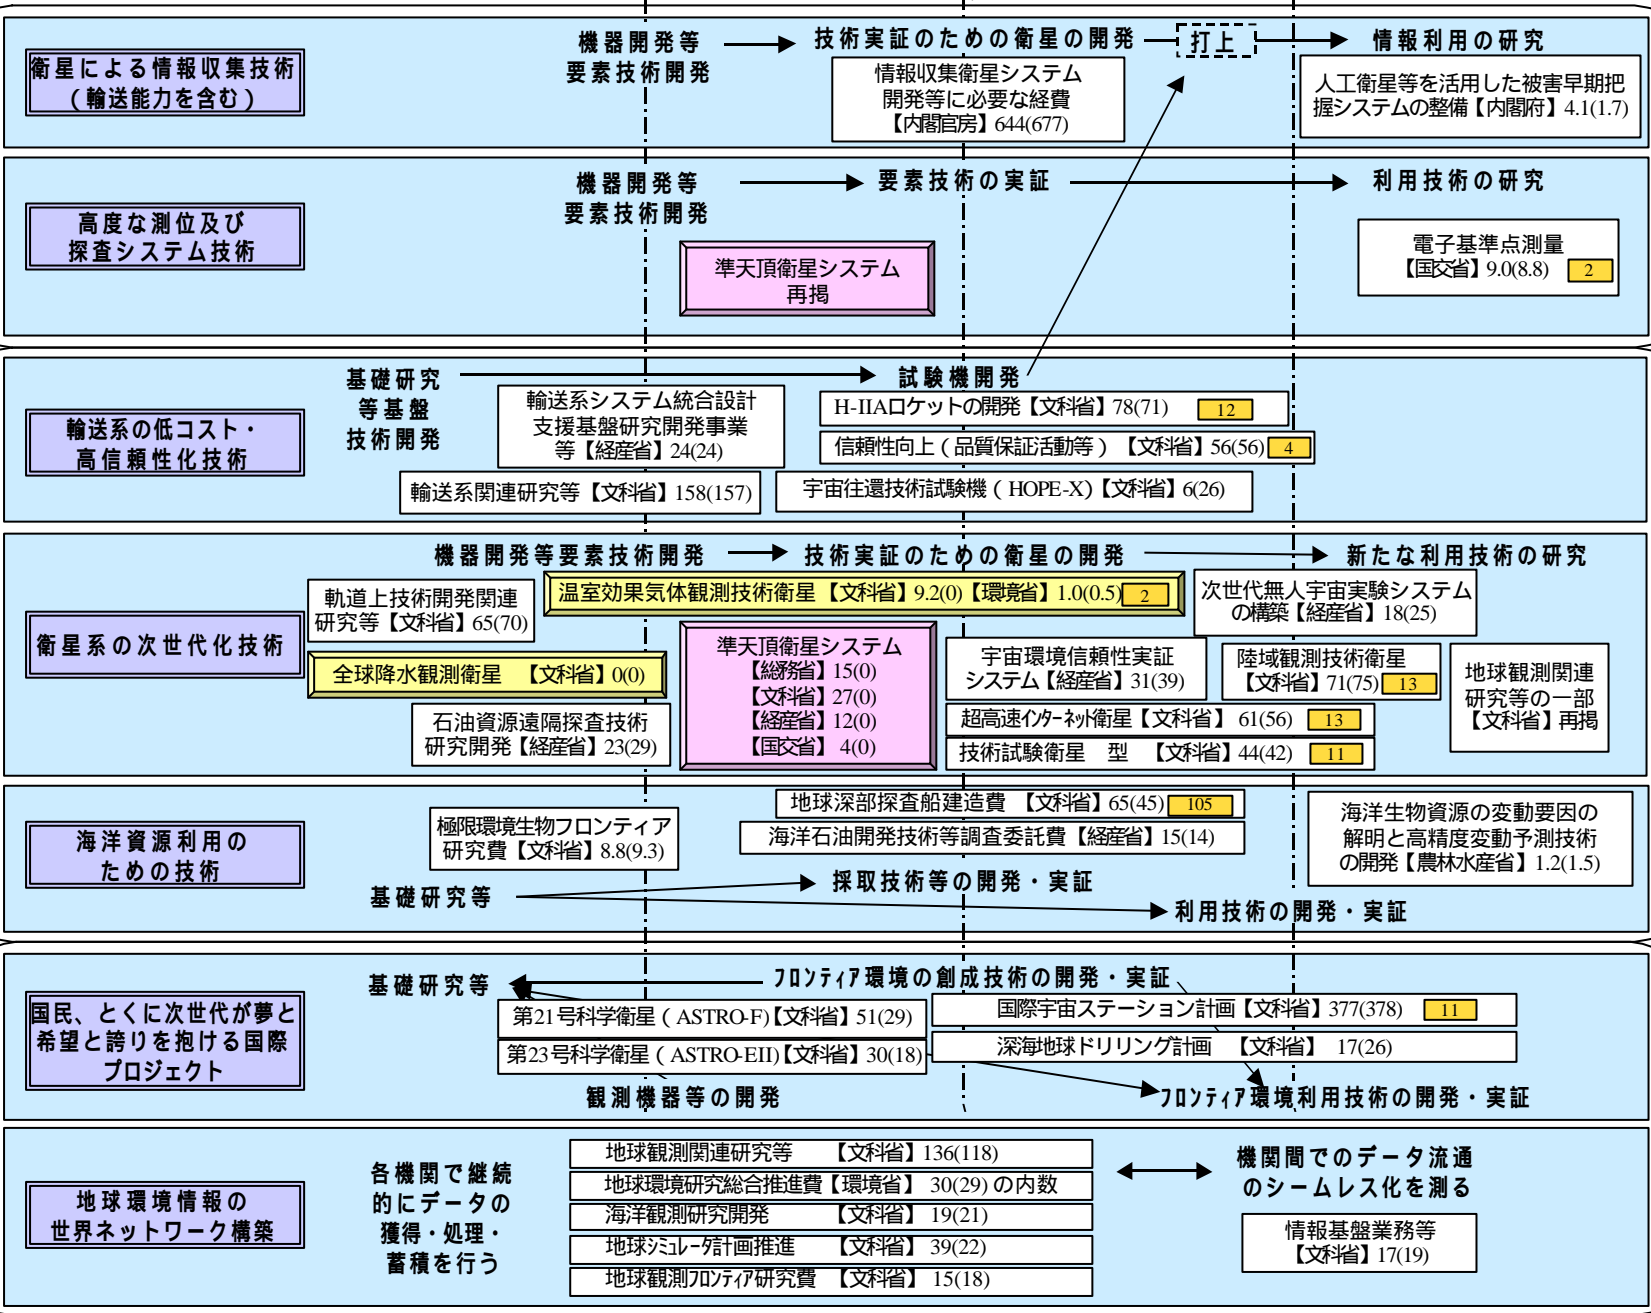 衛星による情報収集技術
（輸送能力を含む）
機器開発等
要素技術開発
技術実証のための衛星の開発
打上
情報利用の研究
情報収集衛星システム
開発等に必要な経費
【内閣官房】644(677)
人工衛星等を活用した被害早期把
握システムの整備【内閣府】4.1(1.7)
高度な測位及び
探査システム技術
機器開発等
要素技術開発
要素技術の実証
利用技術の研究
準天頂衛星システム
再掲
電子基準点測量
【国交省】9.0(8.8) 2
輸送系の低コスト・
高信頼性化技術
基礎研究
等基盤
技術開発
試験機開発
輸送系システム統合設計
支援基盤研究開発事業
等【経産省】24(24)
H-IIAロケットの開発【文科省】78(71) 12
信頼性向上（品質保証活動等）【文科省】56(56) 4
輸送系関連研究等【文科省】158(157)
宇宙往還技術試験機（HOPE-X)【文科省】6(26)
衛星系の次世代化技術
機器開発等要素技術開発
技術実証のための衛星の開発
新たな利用技術の研究
軌道上技術開発関連
研究等【文科省】65(70)
温室効果気体観測技術衛星【文科省】9.2(0)【環境省】1.0(0.5) 2
次世代無人宇宙実験システム
の構築【経産省】18(25)
全球降水観測衛星　【文科省】0(0)
準天頂衛星システム
【総務省】15(0)
【文科省】27(0)
【経産省】12(0)
【国交省】 4(0)
宇宙環境信頼性実証
システム【経産省】31(39)
陸域観測技術衛星
【文科省】71(75) 13
地球観測関連
研究等の一部
【文科省】再掲
石油資源遠隔探査技術
研究開発【経産省】23(29)
超高速インターネット衛星【文科省】 61(56) 13
技術試験衛星　型　【文科省】44(42) 11
海洋資源利用の
ための技術
極限環境生物フロンティア
研究費【文科省】8.8(9.3)
地球深部探査船建造費　【文科省】65(45) 105
海洋石油開発技術等調査委託費【経産省】15(14)
海洋生物資源の変動要因の
解明と高精度変動予測技術
の開発【農林水産省】1.2(1.5)
基礎研究等
採取技術等の開発・実証
利用技術の開発・実証
国民、とくに次世代が夢と
希望と誇りを抱ける国際
プロジェクト
基礎研究等
フロンティア環境の創成技術の開発・実証
第21号科学衛星（ASTRO-F)【文科省】51(29)
第23号科学衛星（ASTRO-EII)【文科省】30(18)
国際宇宙ステーション計画【文科省】377(378) 11
深海地球ドリリング計画　【文科省】　17(26)
観測機器等の開発
フロンティア環境利用技術の開発・実証
地球環境情報の
世界ネットワーク構築
各機関で継続
的にデータの
獲得・処理・
蓄積を行う
地球観測関連研究等　【文科省】136(118)
地球環境研究総合推進費【環境省】 30(29) の内数
海洋観測研究開発　【文科省】 19(21)
地球シミュレータ計画推進　【文科省】 39(22)
地球観測フロンティア研究費　【文科省】 15(18)
機関間でのデータ流通
のシームレス化を測る
情報基盤業務等
【文科省】17(19)